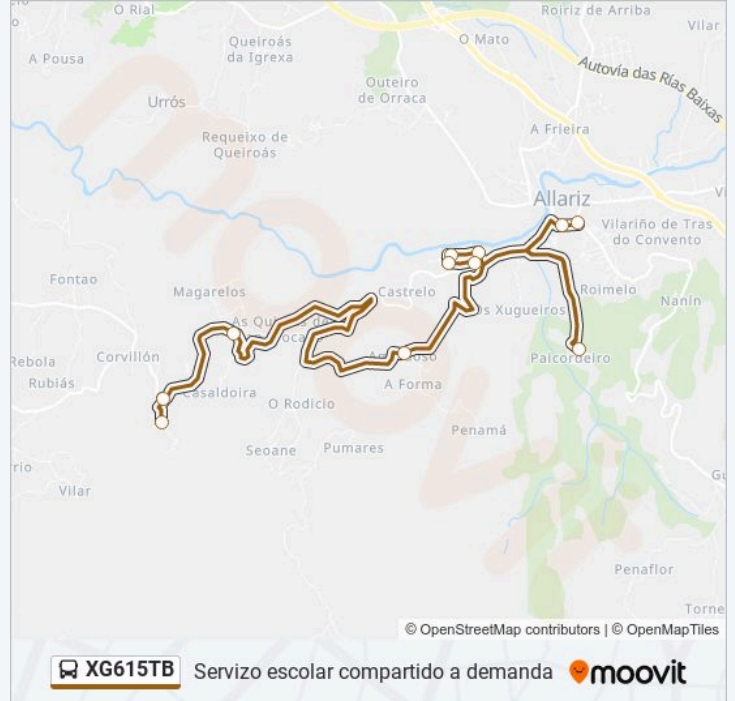 O Rial
Roiriz de Arriba
Vilar
A Pousa
Queiroás
da Igrexa
O Mato
Autovía das Rías Baixas
Outeiro
de Orraca
Urrós
Requeixo de
Queiroás
A Frieira
Allariz
Vilariño de Tras
do Convento
Fontao
Magarelos
Castrelo
Roimelo
Nanín
As Qui
de
Os Xugueiros
Rebola
Corvillón
Rubiás
Paicordeiro
Casaldoira
A Forma
O Rodicio
Penamá
Seoane
Pumares
Vilar
Penaflor
Torne
© OpenStreetMap contributors | © OpenMapTiles
XG615TB
Servizo escolar compartido a demanda
moovit